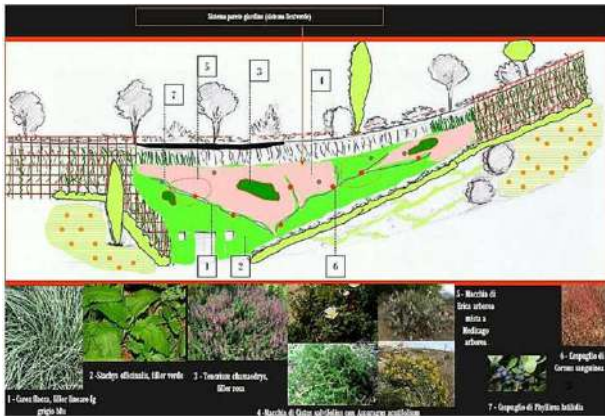 Sistema parete giardino (sistema flexiverde)
7
5
3
4
1
2
6
1 - Carex flacca, filler lineare-fg
grigio blu
2 -Stachys officinalis, filler verde
3 - Teucrium chamaedrys,
filler rosa
4 - Macchia di Cistus salvifolius con Asparagus acutifolius
5 - Macchia di
Erica arborea
mista a
Medicago
arborea
6 - Cespuglio di
Cornus sanguinea
7 - Cespuglio di Phyllirea latifolia